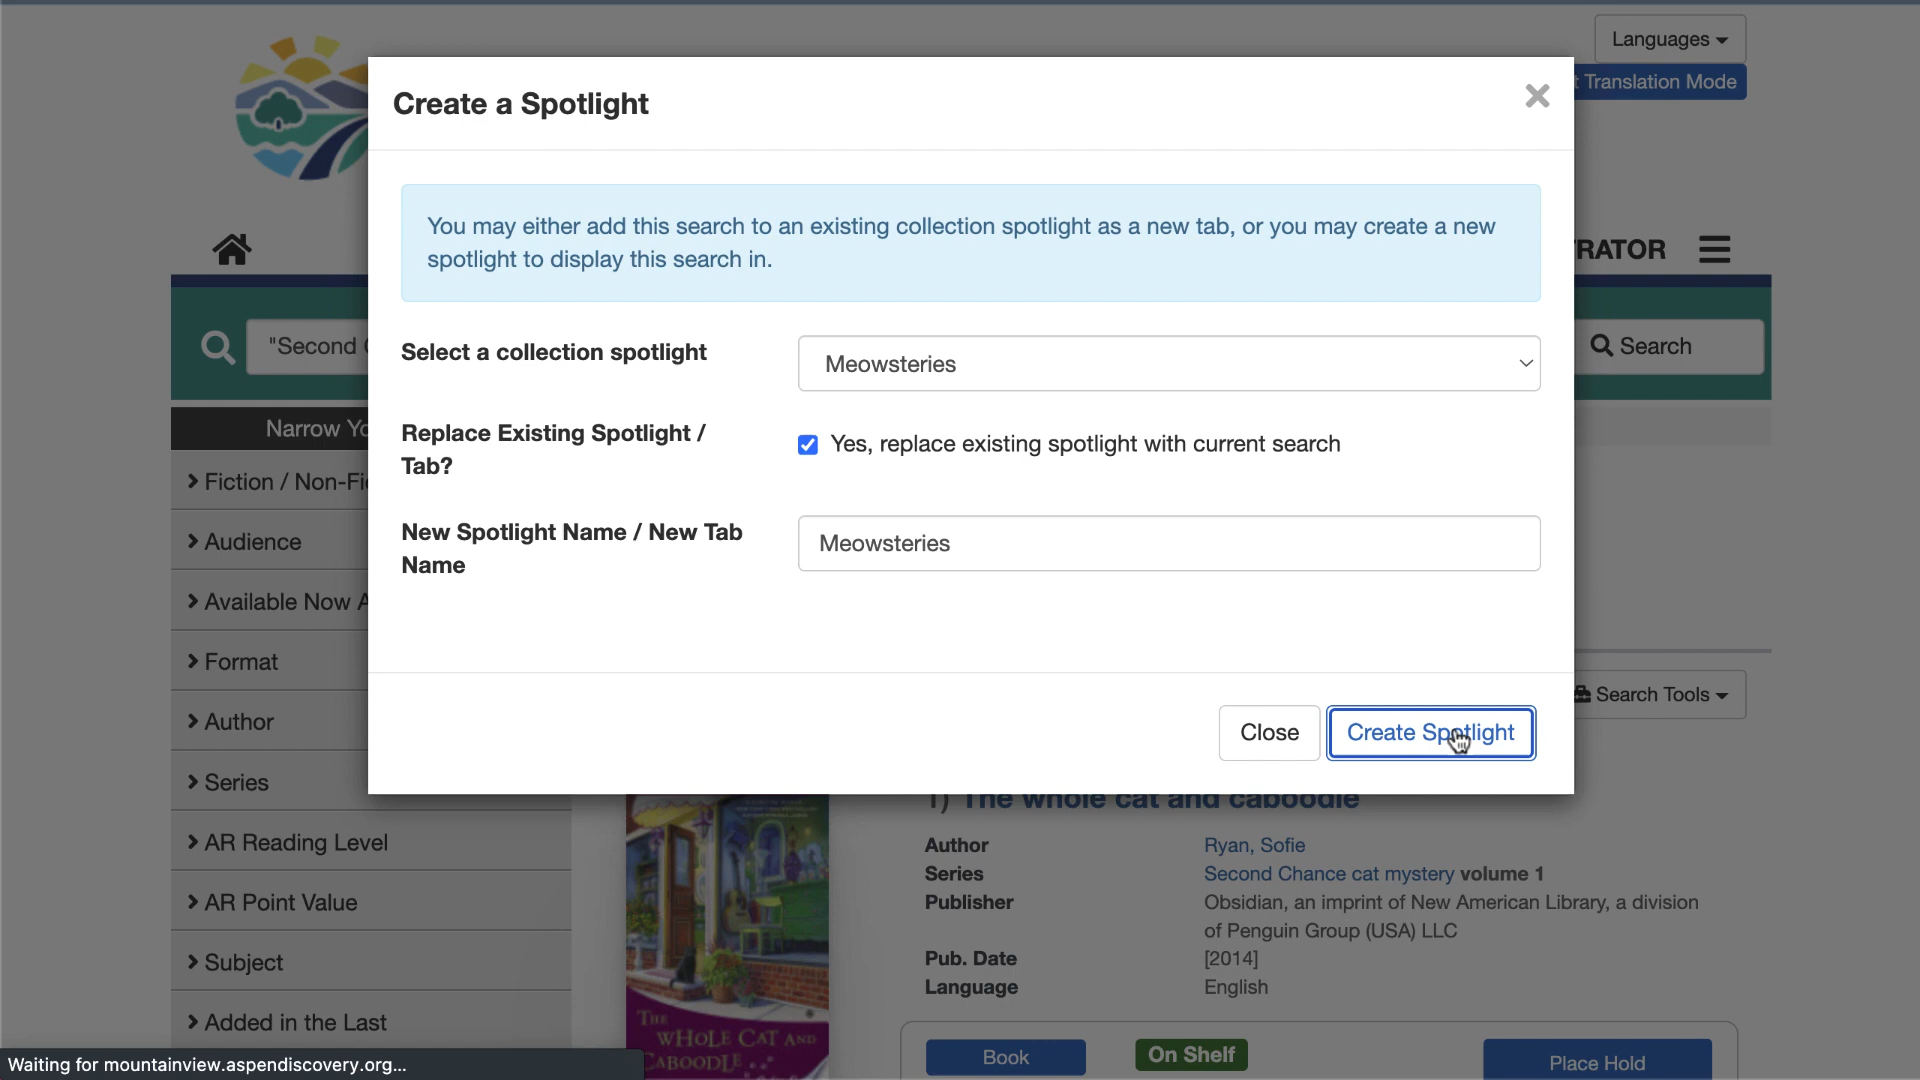 Languages
Translation Mode
Create a Spotlight
You may either add this search to an existing collection spotlight as a new tab, or you may create a new
spotlight to display this search in.
RATOR
"Second
Search
Select a collection spotlight
Meowsteries
Replace Existing Spotlight /
Tab?
Yes, replace existing spotlight with current search
New Spotlight Name / New Tab
Name
Meowsteries
Close
Create Spotlight
Narrow
Fiction / Non-Fi
Audience
Available Now
Format
Author
Series
AR Reading Level
AR Point Value
Subject
Added in the Last
Search Tools
1) The whole cat and caboodle
Author Ryan, Sofie
Series Second Chance cat mystery volume 1
Publisher Obsidian, an imprint of New American Library, a division
of Penguin Group (USA) LLC
Pub. Date [2014]
Language English
THE
WHOLE CAT AND
CABOODLE
Book
On Shelf
Place Hold
Waiting for mountainview.aspendiscovery.org...